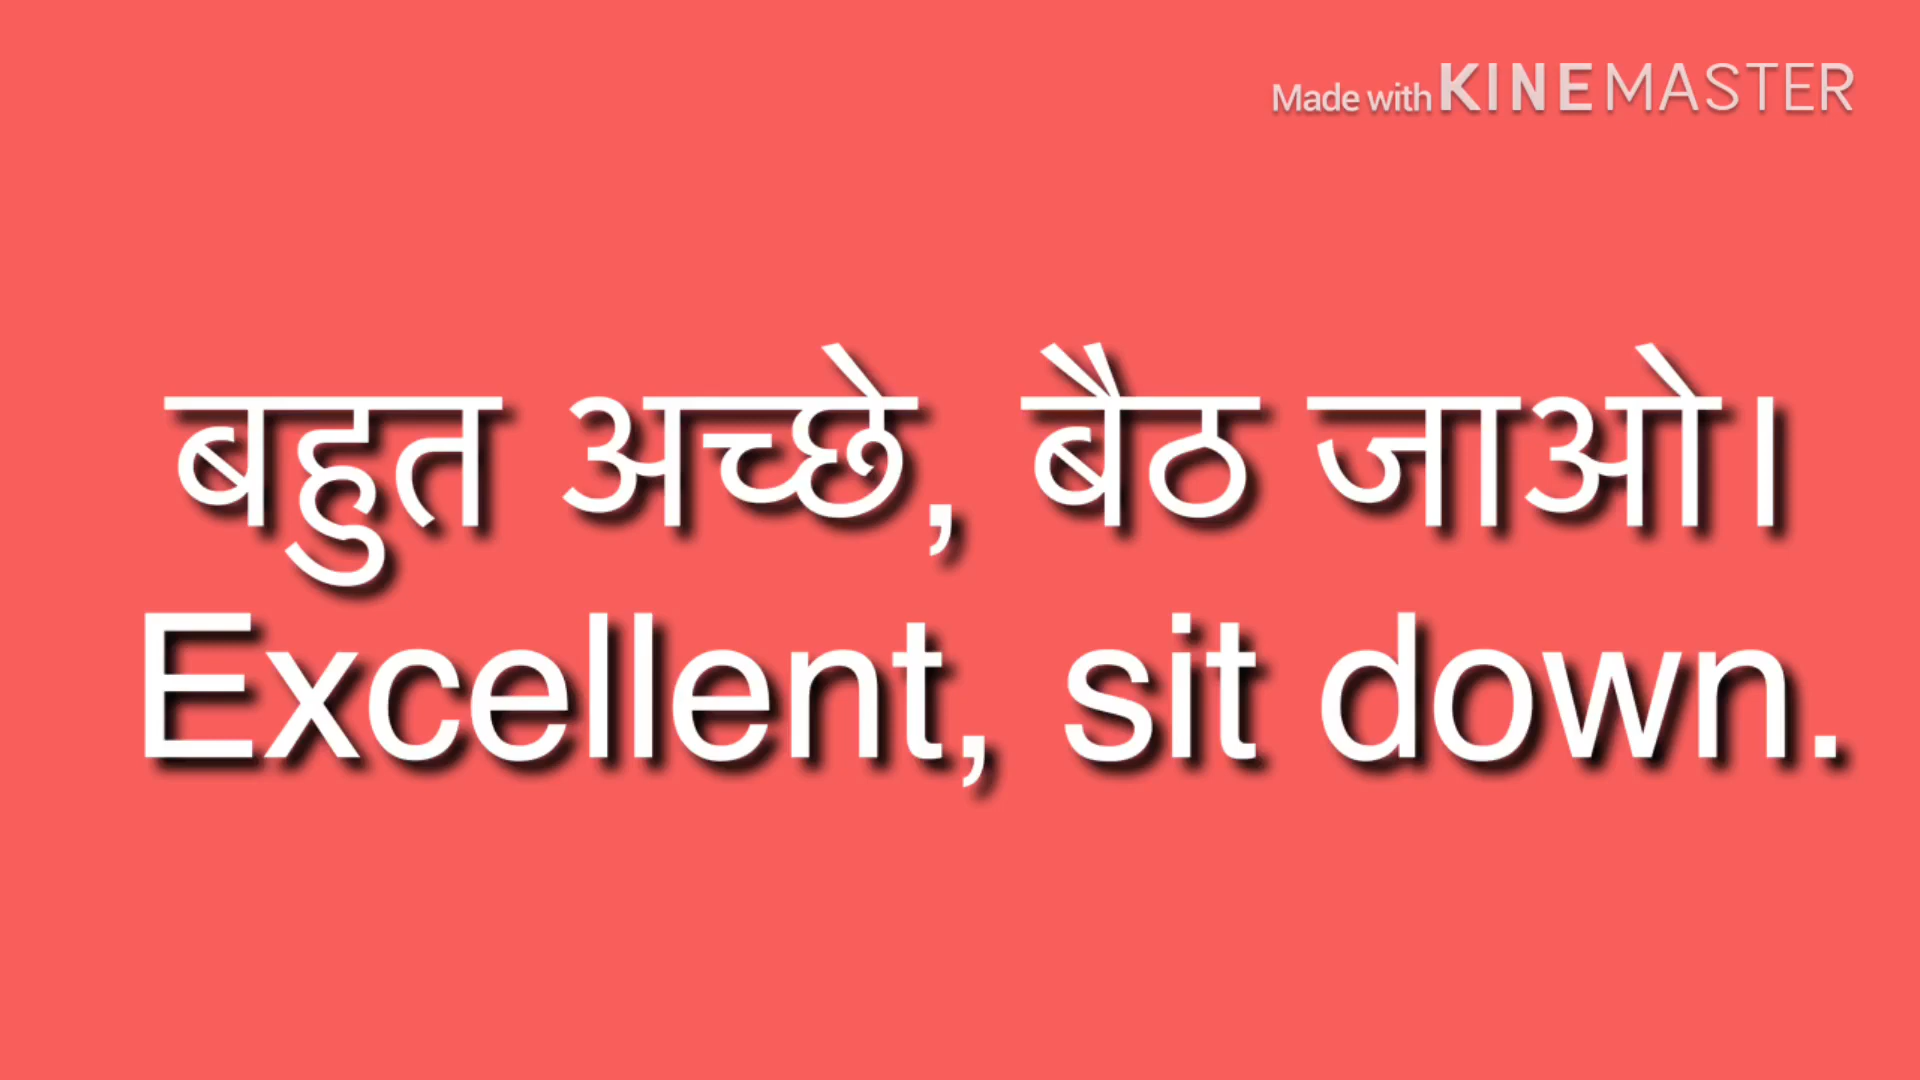 Made with KINEMASTER
बहुत अच्छे, बैठ जाओ।
Excellent, sit down.